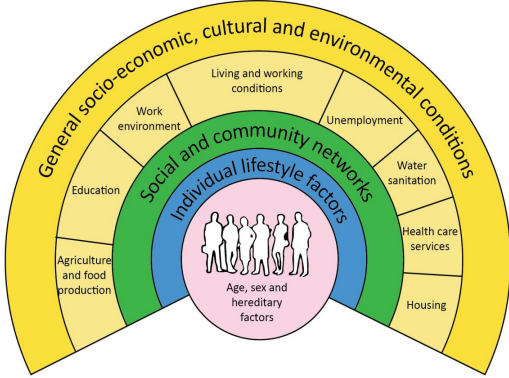 General socio-economic, cultural and environmental conditions
Living and working
conditions
Work
environment
Unemployment
Education
Water
sanitation
Agriculture
and food
production
Health care
services
Housing
Social and community networks
Individual lifestyle factors
Age, sex and
hereditary
factors